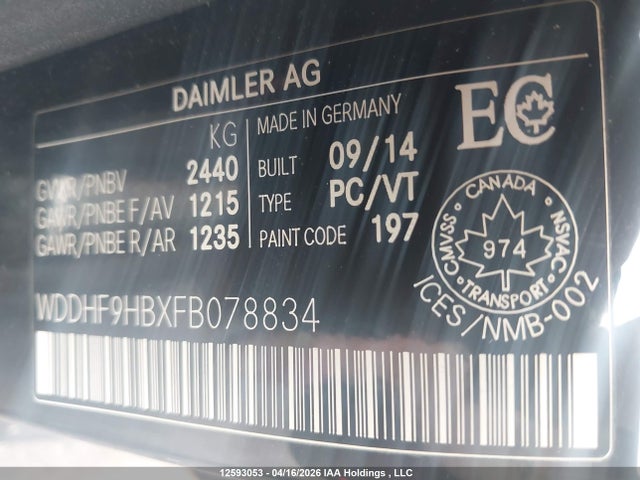 DAIMLER AG
KG
GVWR/PNBV 2440
GAWR/PNBE F/AV 1215
GAWR/PNBE R/AR 1235
MADE IN GERMANY
BUILT 09/14
TYPE PC/VT
PAINT CODE 197
EC
CANADA
CMVSS NSVAC
974
TRANSPORT
ICES/NMB-002
WDDHF9HBXFB078834
12593053 - 04/16/2026 IAA Holdings , LLC